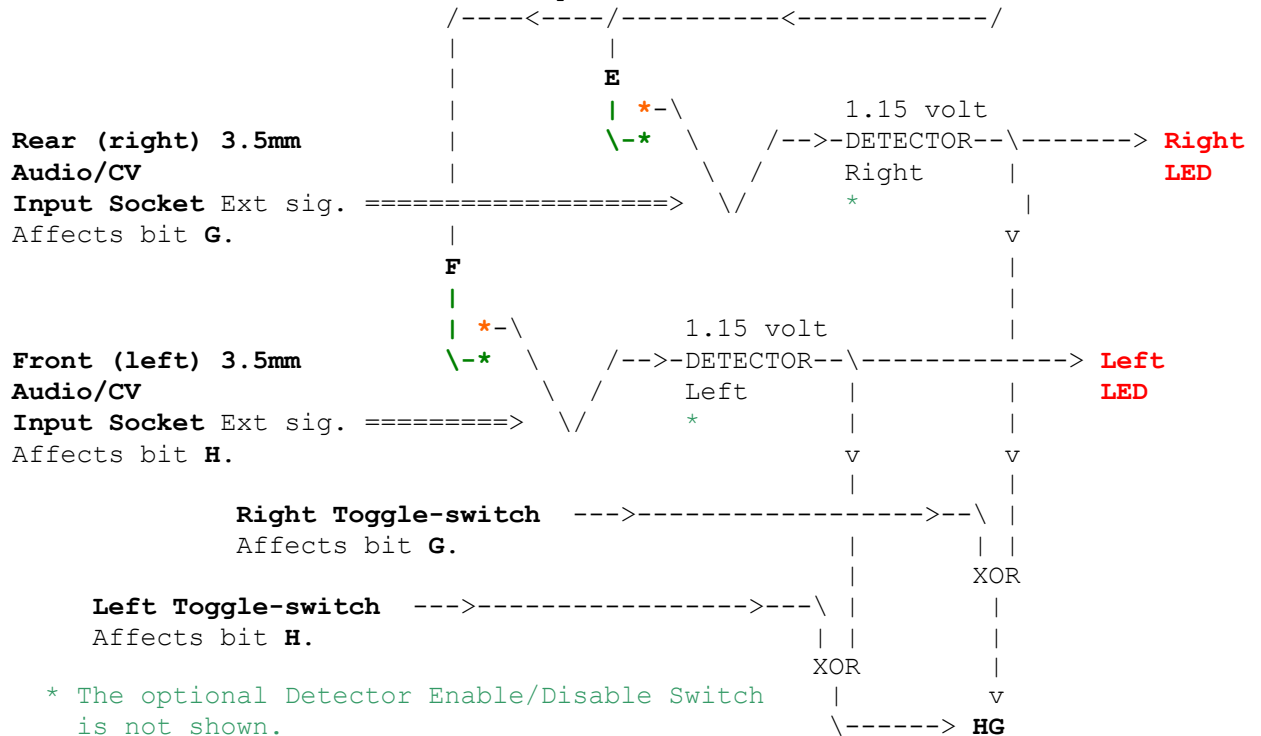 /----<----/----------<------------/
|         |
|         E
|         | *-\          1.15 volt
Rear (right) 3.5mm         |         \-*  \    /-->-DETECTOR--\-------> Right
Audio/CV                   |               \  /     Right     |         LED
Input Socket Ext sig. ===================>  \/      *          |
Affects bit G.             |                                  v
F                                  |
|                                  |
| *-\          1.15 volt           |
Front (left) 3.5mm         \-*  \    /-->-DETECTOR--\-------------> Left
Audio/CV                         \  /     Left      |         |     LED
Input Socket Ext sig. =========>  \/      *         |         |
Affects bit H.                                      v         v
|         |
Right Toggle-switch  --->------------------>--\ |
Affects bit G.                        |       | |
|       XOR
Left Toggle-switch  --->----------------->---\ |        |
Affects bit H.                                | |        |
XOR        |
* The optional Detector Enable/Disable Switch    |         v
is not shown.                                  \------> HG